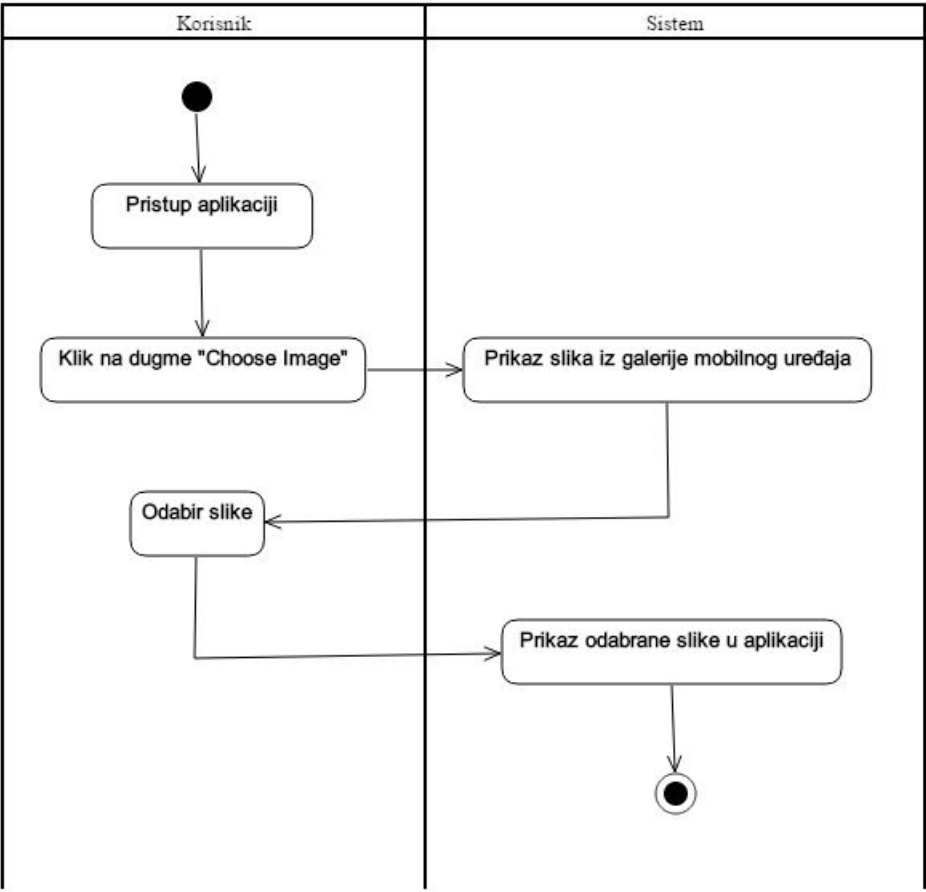 Korisnik
Sistem
Pristup aplikaciji
Klik na dugme "Choose Image"
Prikaz slika iz galerije mobilnog uređaja
Odabir slike
Prikaz odabrane slike u aplikaciji